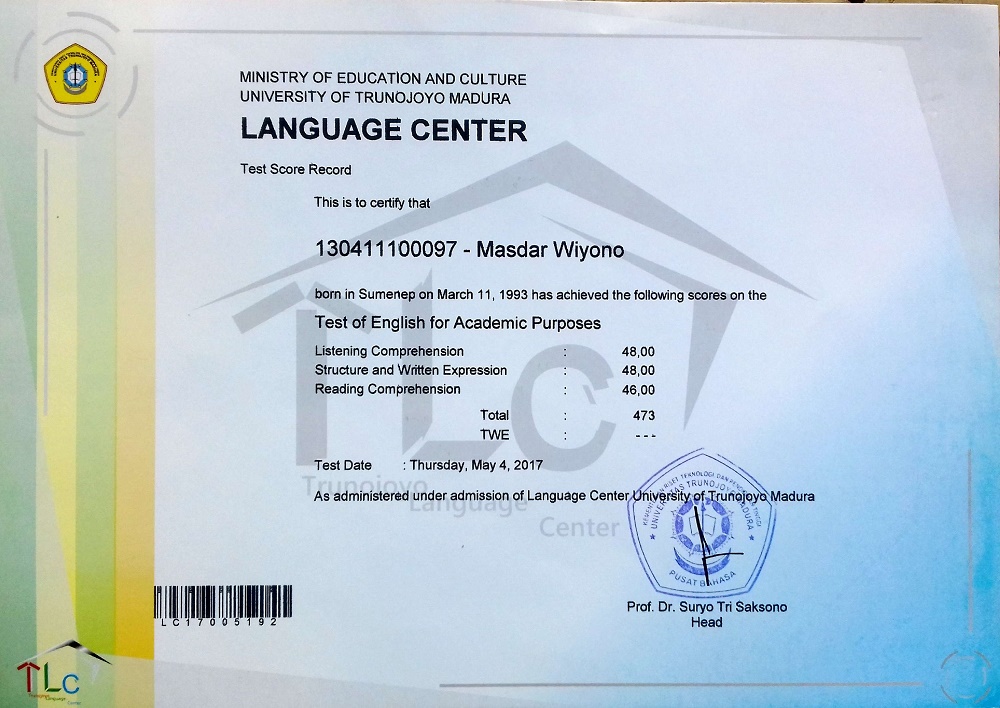 MINISTRY OF EDUCATION AND CULTURE
UNIVERSITY OF TRUNOJOYO MADURA
LANGUAGE CENTER
Test Score Record
This is to certify that
130411100097 - Masdar Wiyono
born in Sumenep on March 11, 1993 has achieved the following scores on the
Test of English for Academic Purposes
Listening Comprehension : 48,00
Structure and Written Expression : 48,00
Reading Comprehension : 46,00
Total : 473
TWE : ---
Test Date : Thursday, May 4, 2017
As administered under admission of Language Center University of Trunojoyo Madura
TLC
Trunojoyo
Language
Center
UNIVERSITAS TRUNOJOYO MADURA
PUSAT BAHASA
Prof. Dr. Suryo Tri Saksono
Head
LC17005192
TLC
Trunojoyo
Language
Center